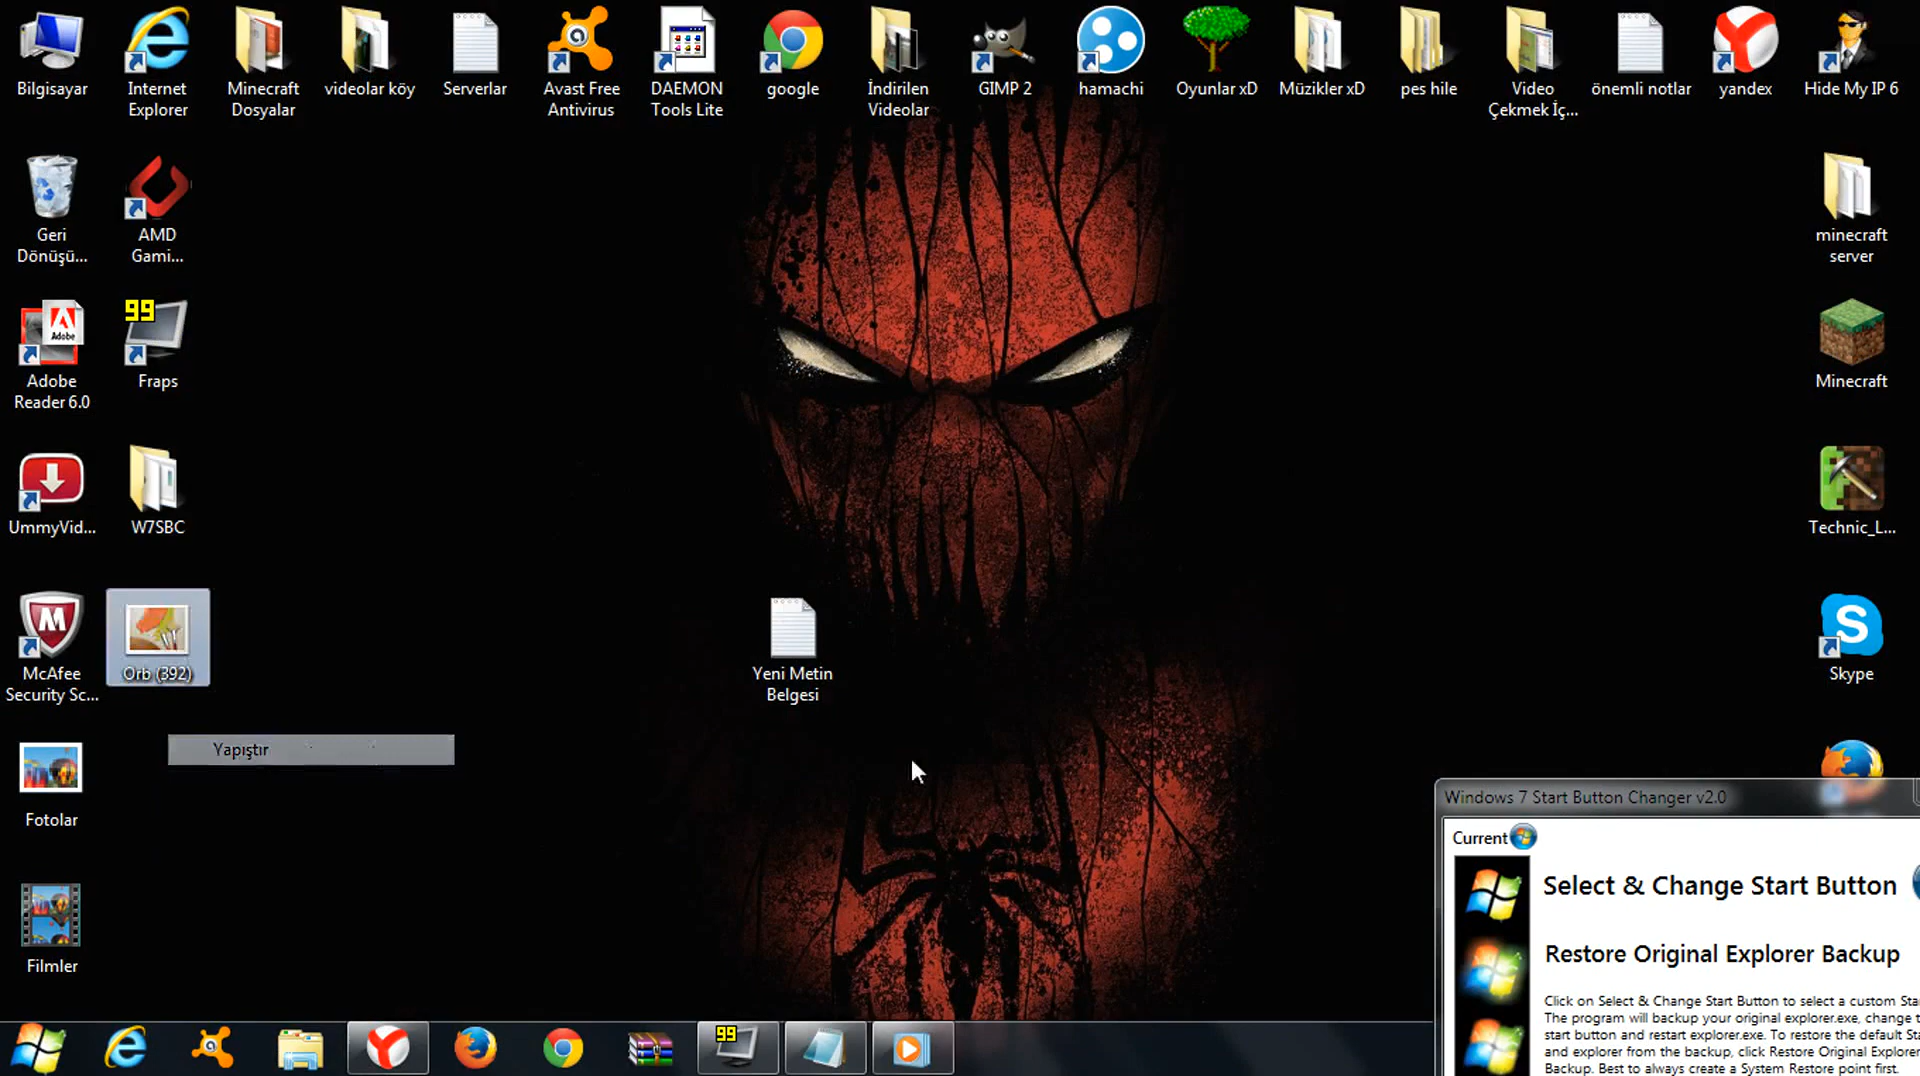 Bilgisayar
Internet
Explorer
Minecraft
Dosyalar
videolar köy
Serverlar
Avast Free
Antivirus
DAEMON
Tools Lite
google
İndirilen
Videolar
GIMP 2
hamachi
Oyunlar xD
Müzikler xD
pes hile
Video
Çekmek İç...
önemli notlar
yandex
Hide My IP 6
Geri
Dönüşü...
AMD
Gami...
minecraft
server
Adobe
Adobe
Reader 6.0
99
Fraps
Minecraft
UmmyVid...
W7SBC
Technic_L...
McAfee
Security Sc...
Orb (392)
Yeni Metin
Belgesi
Skype
Yapıştır
Fotolar
Filmler
Windows 7 Start Button Changer v2.0
Current
Select & Change Start Button
Restore Original Explorer Backup
Click on Select & Change Start Button to select a custom Sta
The program will backup your original explorer.exe, change t
start button and restart explorer.exe. To restore the default Sta
and explorer from the backup, click Restore Original Explorer
Backup. Best to always create a System Restore point first.
99